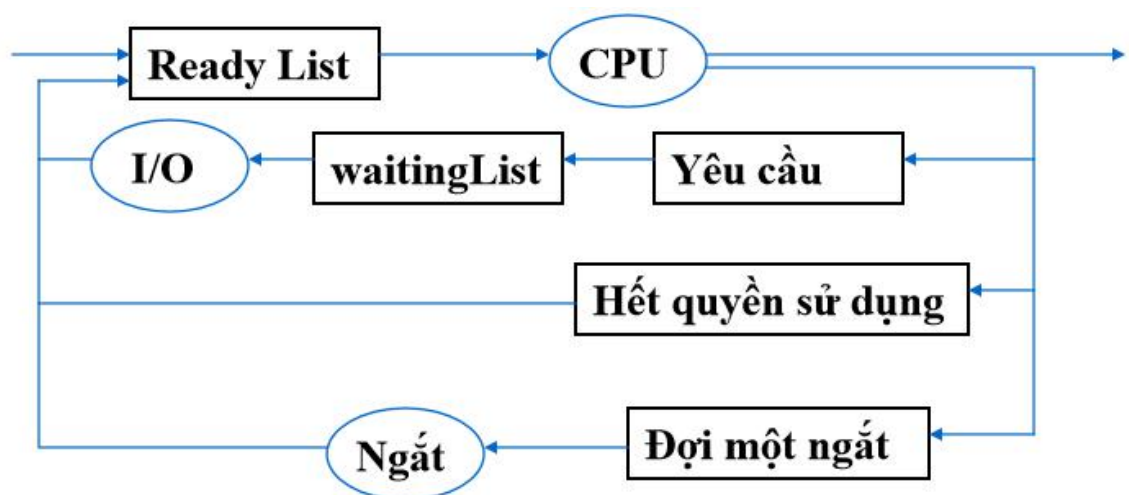 Ready List
CPU
I/O
waitingList
Yêu cầu
Hết quyền sử dụng
Ngắt
Đợi một ngắt